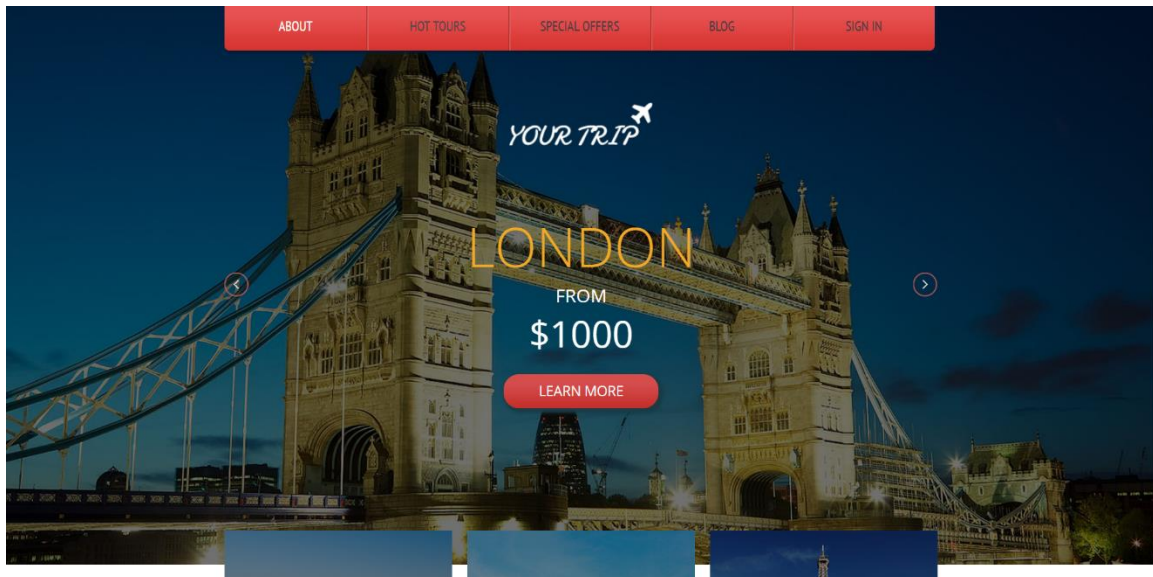 ABOUT
HOT TOURS
SPECIAL OFFERS
BLOG
SIGN IN
YOUR TRIP
LONDON
FROM
$1000
LEARN MORE